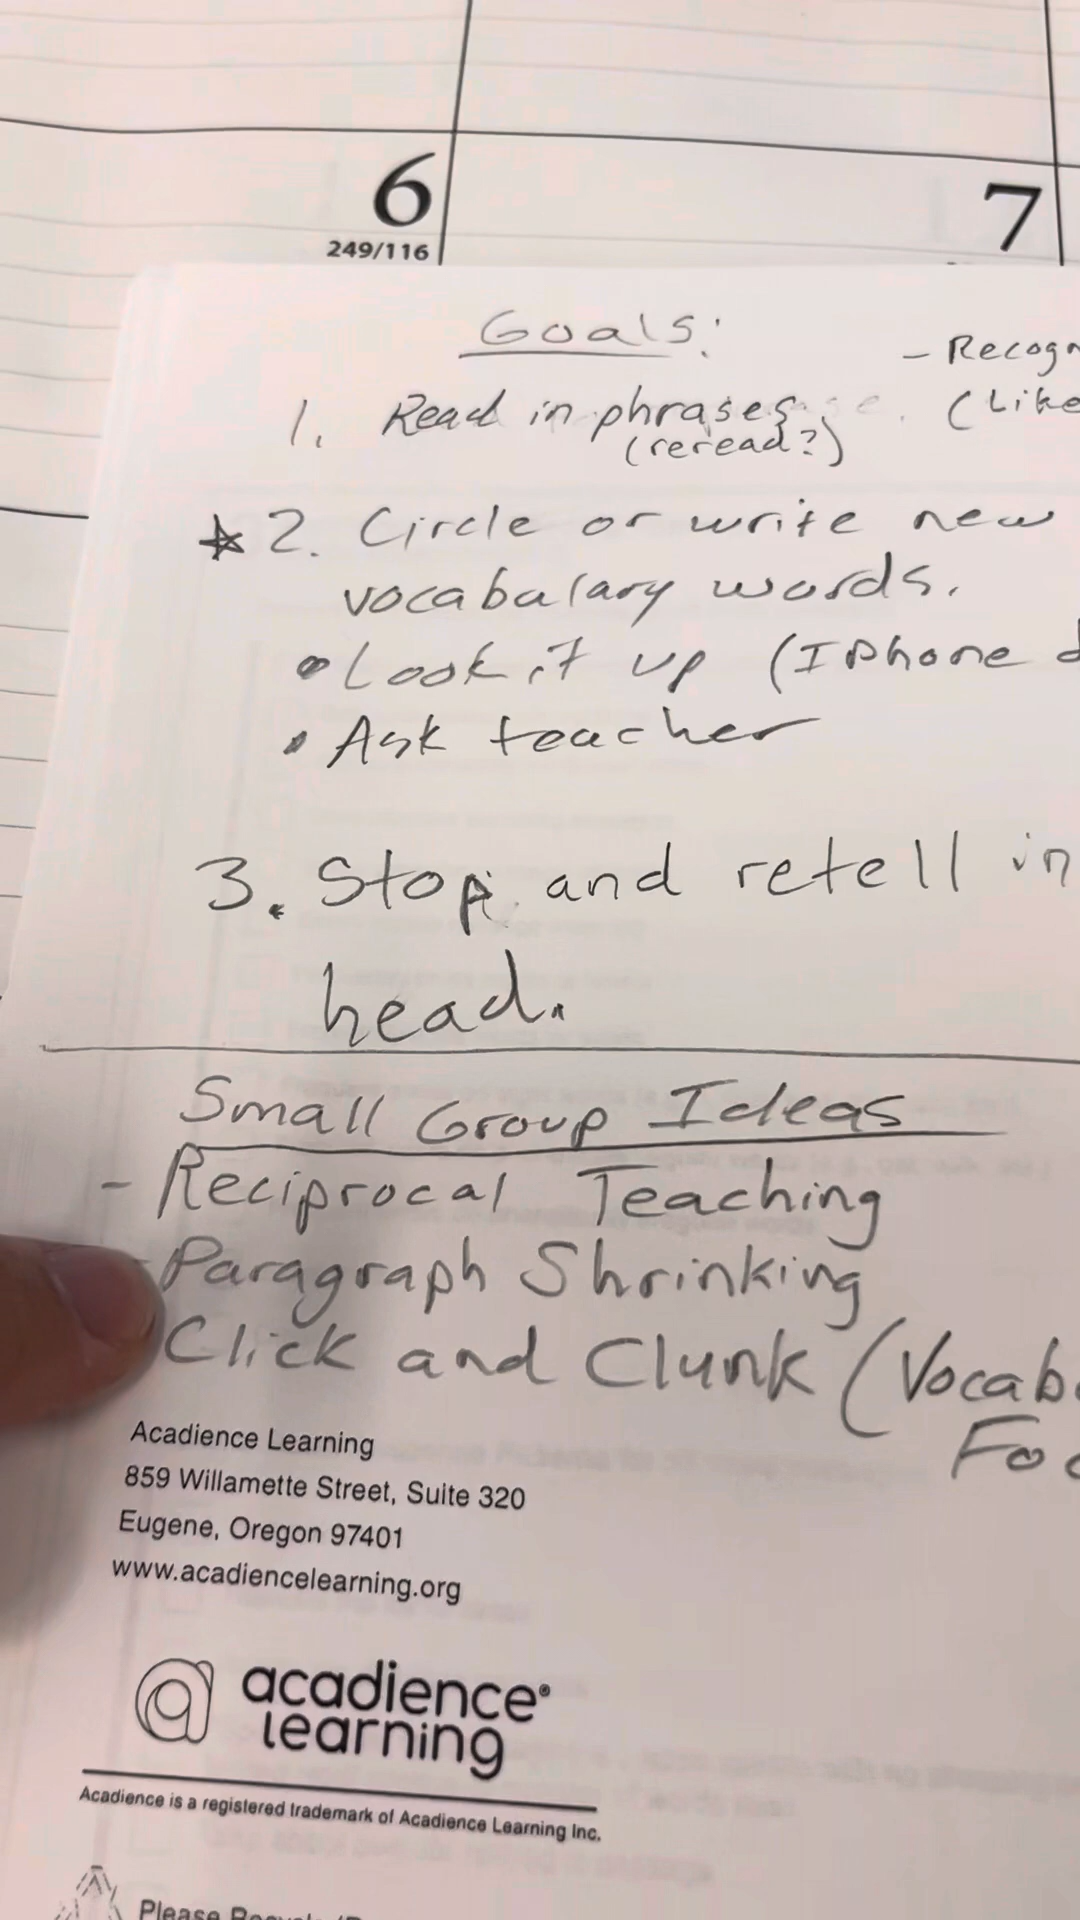 6
249/116
7
Goals:
- Recogn
1. Read in phrases
(Like
(reread?)
2. Circle or write new
vocabalary words.
• Look it up (IPhone d
• Ask teacher
3. Stop and retell in
head.
Small Group Ideas
- Reciprocal Teaching
Paragraph Shrinking
Click and Clunk (Vocab
Foc
Acadience Learning
859 Willamette Street, Suite 320
Eugene, Oregon 97401
www.acadiencelearning.org
acadience®
learning
Acadience is a registered trademark of Acadience Learning Inc.
Please